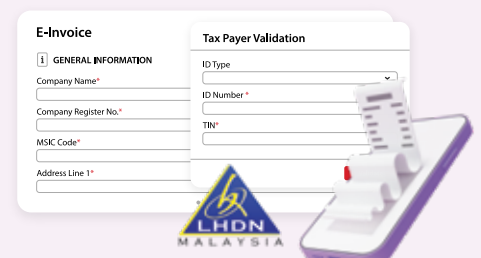 E-Invoice
i GENERAL INFORMATION
Company Name*
Company Register No.*
MSIC Code*
Address Line 1*
Tax Payer Validation
ID Type
ID Number *
TIN*
LHDN
MALAYSIA